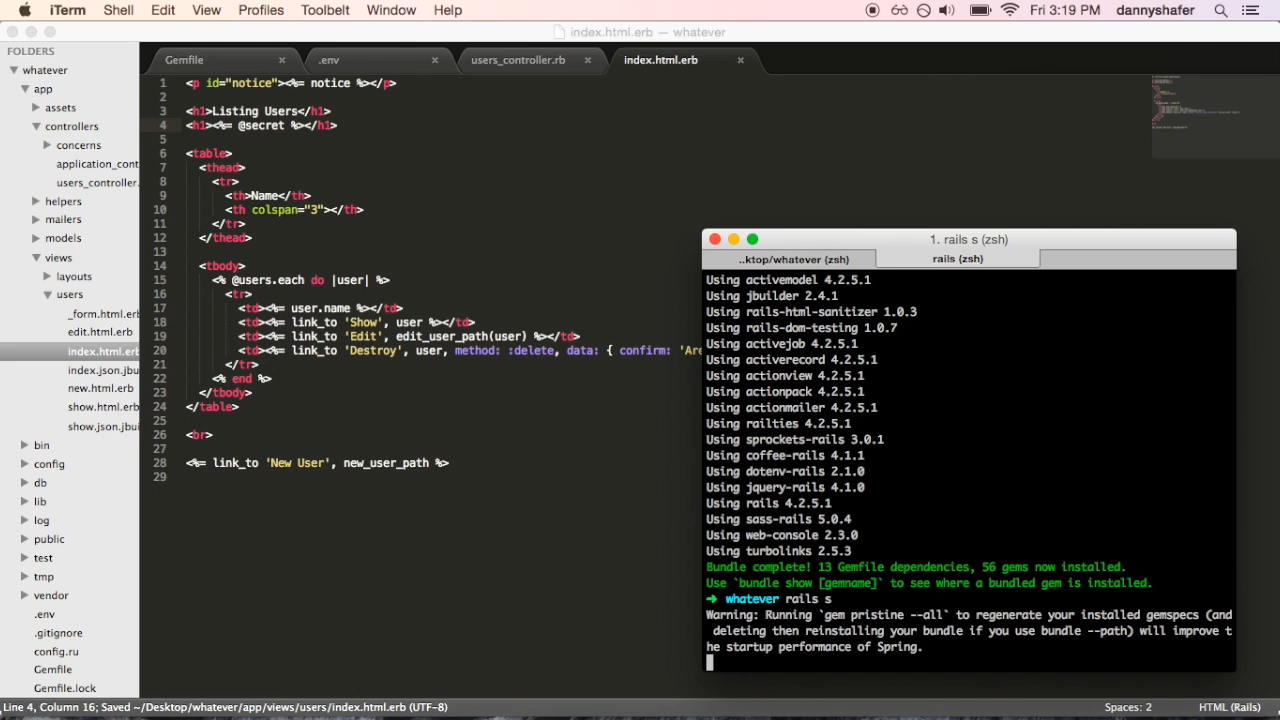 iTerm Shell Edit View Profiles Toolbelt Window Help Fri 3:19 PM dannyshafer
index.html.erb — whatever
FOLDERS
whatever
app
assets
controllers
concerns
application_cont
users_controller.
helpers
mailers
models
views
layouts
users
_form.html.erb
edit.html.erb
index.html.erb
index.json.jbui
new.html.erb
show.html.erb
show.json.jbui
bin
config
db
lib
log
public
test
tmp
vendor
.env
.gitignore
config.ru
Gemfile
Gemfile.lock
Gemfile × .env × users_controller.rb × index.html.erb ×
1 <p id="notice"><%= notice %></p>
2
3 <h1>Listing Users</h1>
4 <h1><%= @secret %></h1>
5
6 <table>
7 <thead>
8 <tr>
9 <th>Name</th>
10 <th colspan="3"></th>
11 </tr>
12 </thead>
13
14 <tbody>
15 <% @users.each do |user| %>
16 <tr>
17 <td><%= user.name %></td>
18 <td><%= link_to 'Show', user %></td>
19 <td><%= link_to 'Edit', edit_user_path(user) %></td>
20 <td><%= link_to 'Destroy', user, method: :delete, data: { confirm: 'Are
21 </tr>
22 <% end %>
23 </tbody>
24 </table>
25
26 <br>
27
28 <%= link_to 'New User', new_user_path %>
29
1. rails s (zsh)
..ktop/whatever (zsh) rails (zsh)
Using activemodel 4.2.5.1
Using jbuilder 2.4.1
Using rails-html-sanitizer 1.0.3
Using rails-dom-testing 1.0.7
Using activejob 4.2.5.1
Using activerecord 4.2.5.1
Using actionview 4.2.5.1
Using actionpack 4.2.5.1
Using actionmailer 4.2.5.1
Using railties 4.2.5.1
Using sprockets-rails 3.0.1
Using coffee-rails 4.1.1
Using dotenv-rails 2.1.0
Using jquery-rails 4.1.0
Using rails 4.2.5.1
Using sass-rails 5.0.4
Using web-console 2.3.0
Using turbolinks 2.5.3
Bundle complete! 13 Gemfile dependencies, 56 gems now installed.
Use `bundle show [gemname]` to see where a bundled gem is installed.
➜ whatever rails s
Warning: Running `gem pristine --all` to regenerate your installed gemspecs (and
deleting then reinstalling your bundle if you use bundle --path) will improve t
he startup performance of Spring.
Line 4, Column 16; Saved ~/Desktop/whatever/app/views/users/index.html.erb (UTF-8) Spaces: 2 HTML (Rails)